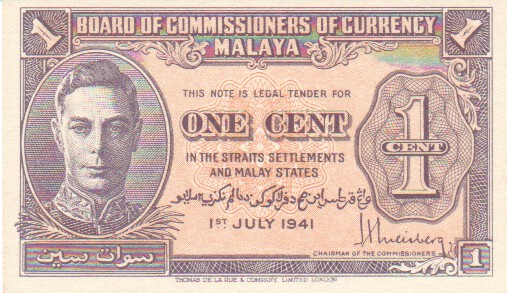 1 BOARD OF COMMISSIONERS OF CURRENCY 1
MALAYA
THIS NOTE IS LEGAL TENDER FOR
ONE CENT
1
CENT
IN THE STRAITS SETTLEMENTS
AND MALAY STATES
1ST JULY 1941
CHAIRMAN OF THE COMMISSIONERS
سوات سين
1
THOMAS DE LA RUE & COMPANY, LIMITED LONDON